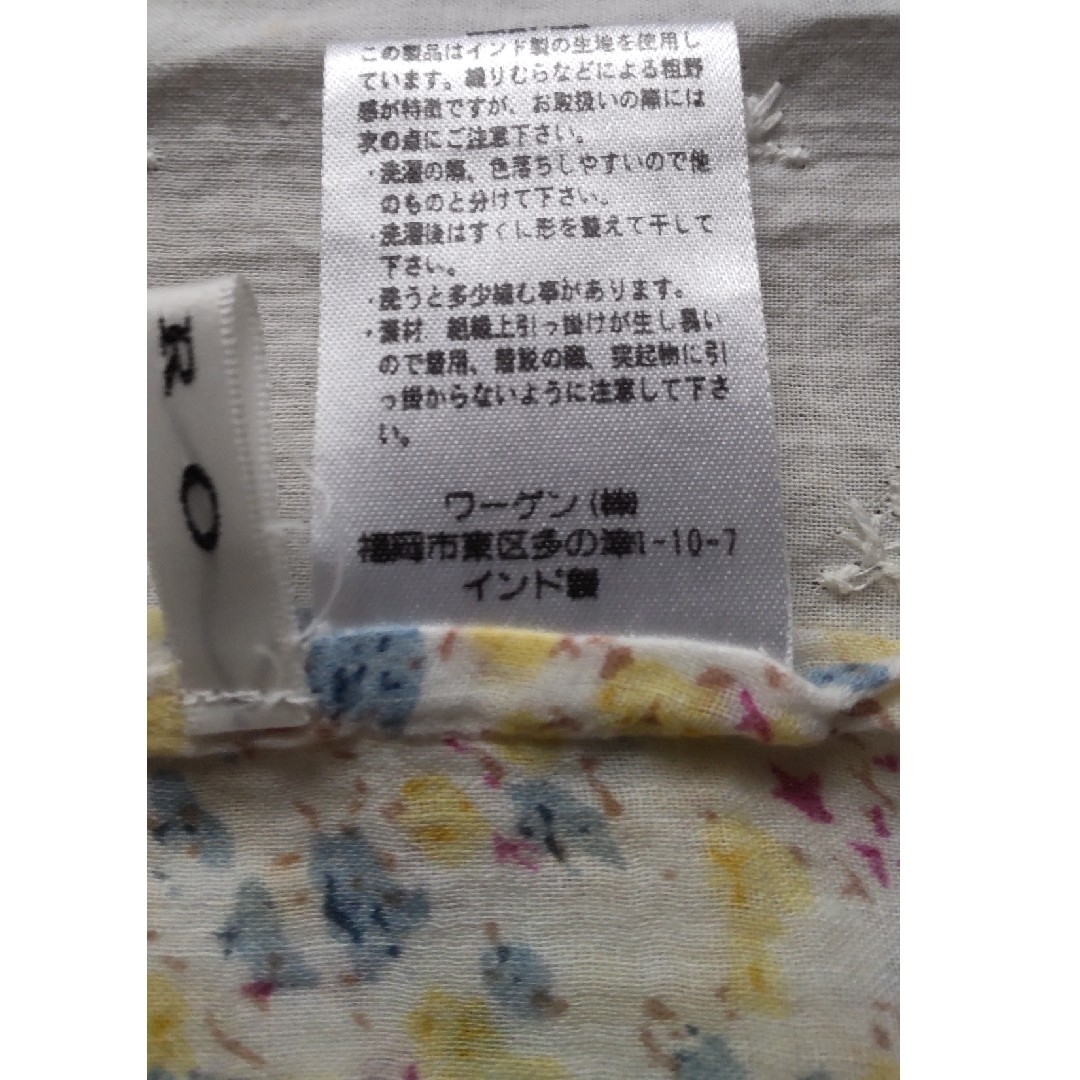 この製品はインド製の生地を使用し
ています。織りむらなどによる粗野
感が特徴ですが、お取扱いの際には
次の点にご注意下さい。
・洗濯の際、色落ちしやすいので他
のものと分けて下さい。
・洗濯後はすぐに形を整えて干して
下さい。
・洗うと多少縮む事があります。
・素材 組織上引っ掛けが生し易い
ので着用、着脱の際、突起物に引
っ掛からないように注意して下さ
い。
ワーゲン(株)
福岡市東区多の津1-10-7
インド製
R O